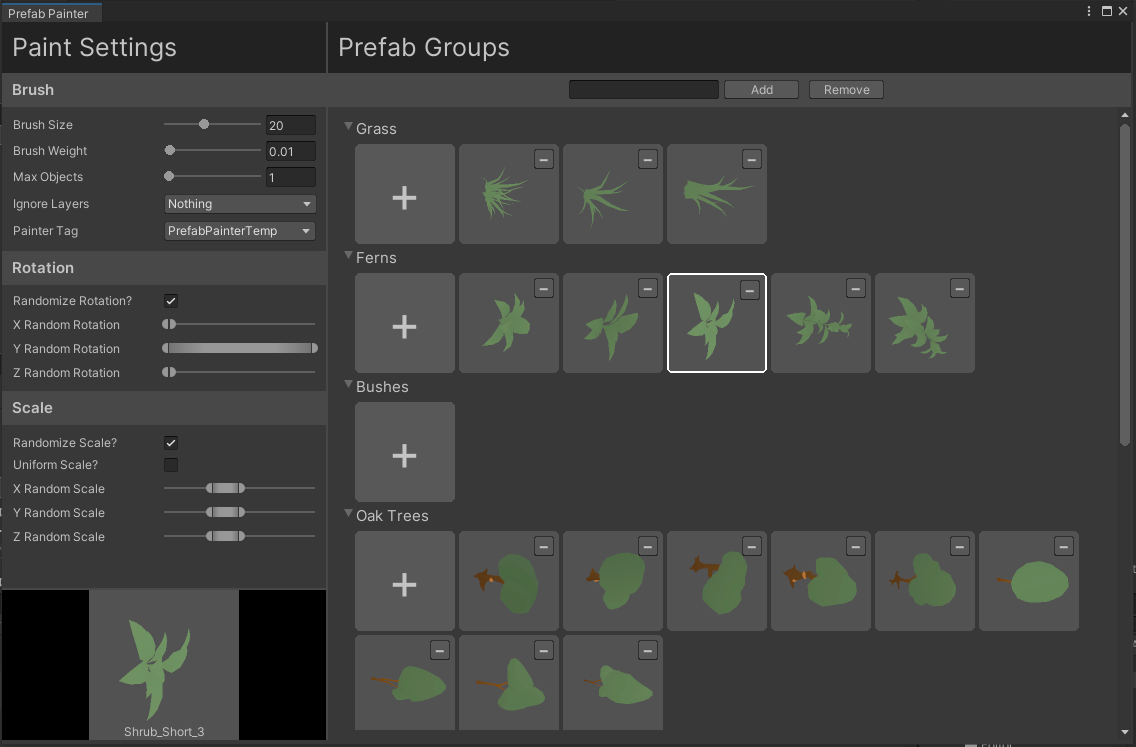 Prefab Painter
Paint Settings
Prefab Groups
Brush
Add
Remove
Brush Size
20
Brush Weight
0.01
Max Objects
1
Ignore Layers
Nothing
Painter Tag
PrefabPainterTemp
Rotation
Randomize Rotation?
X Random Rotation
Y Random Rotation
Z Random Rotation
Scale
Randomize Scale?
Uniform Scale?
X Random Scale
Y Random Scale
Z Random Scale
Shrub_Short_3
Grass
Ferns
Bushes
Oak Trees